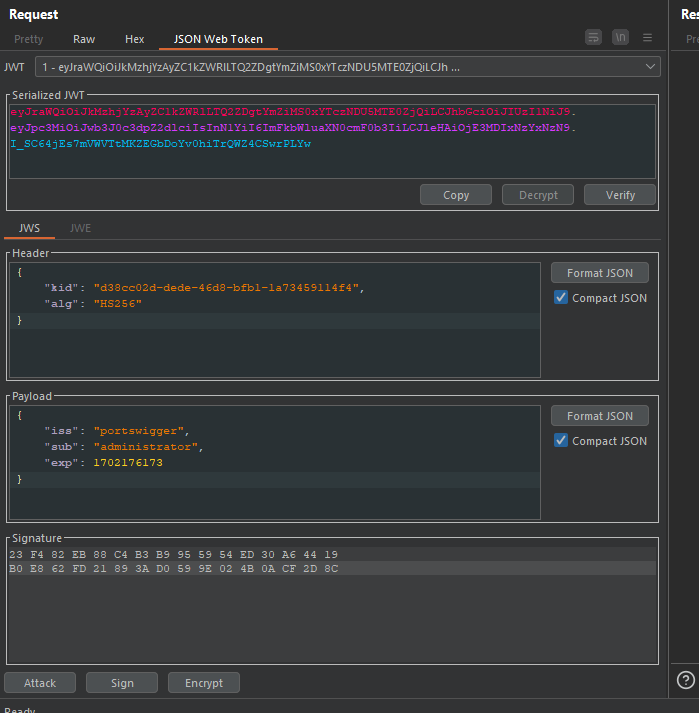 Request
Res
Pretty Raw Hex JSON Web Token \n
Pre
JWT 1 - eyJraWQiOiJkMzhjYzAyZC1kZWRlLTQ2ZDgtYmZiMS0xYTczNDU5MTE0ZjQiLCJh ...
Serialized JWT
eyJraWQiOiJkMzhjYzAyZC1kZWRlLTQ2ZDgtYmZiMS0xYTczNDU5MTE0ZjQiLCJhbGciOiJIUzI1NiJ9.
eyJpc3MiOiJwb3J0c3dpZ2dlciIsInN1YiI6ImFkbWluaXN0cmF0b3IiLCJleHAiOjE3MDIxNzYxNzN9.
I_SC64jEs7mVWVTtMKZEGbDoYv0hiTrQWZ4CSwrPLYw
Copy Decrypt Verify
JWS JWE
Header
{
"kid": "d38cc02d-dede-46d8-bfb1-1a73459114f4",
"alg": "HS256"
}
Format JSON
Compact JSON
Payload
{
"iss": "portswigger",
"sub": "administrator",
"exp": 1702176173
}
Format JSON
Compact JSON
Signature
23 F4 82 EB 88 C4 B3 B9 95 59 54 ED 30 A6 44 19
B0 E8 62 FD 21 89 3A D0 59 9E 02 4B 0A CF 2D 8C
Attack Sign Encrypt
?
Ready